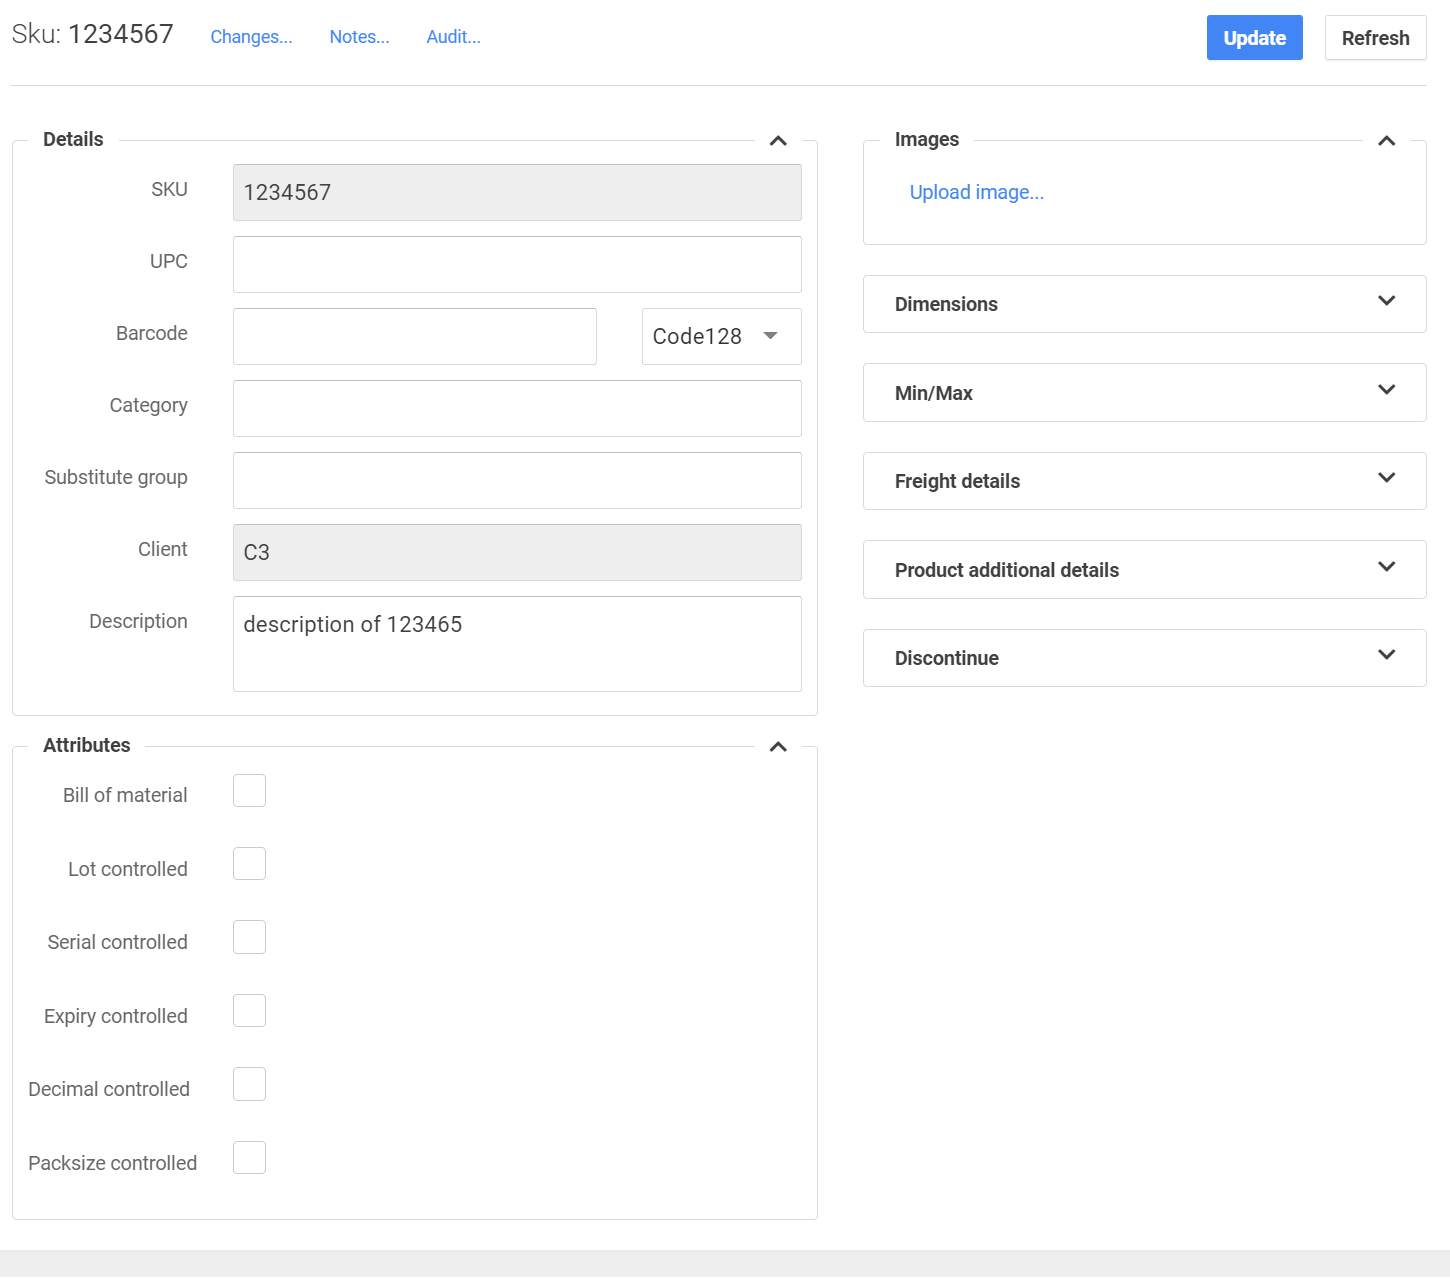 Sku: 1234567 Changes... Notes... Audit... Update Refresh
Details
SKU 1234567
UPC
Barcode Code128
Category
Substitute group
Client C3
Description description of 123465
Attributes
Bill of material
Lot controlled
Serial controlled
Expiry controlled
Decimal controlled
Packsize controlled
Images
Upload image...
Dimensions
Min/Max
Freight details
Product additional details
Discontinue